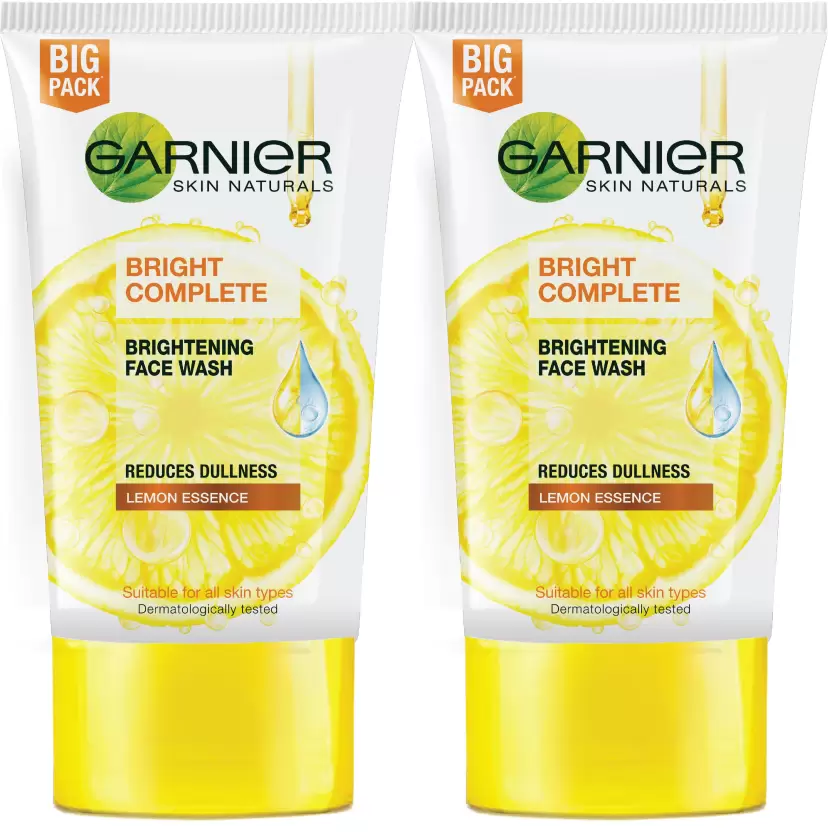 BIG
PACK*
GARNIER
SKIN NATURALS
BRIGHT
COMPLETE
BRIGHTENING
FACE WASH
REDUCES DULLNESS
LEMON ESSENCE
Suitable for all skin types
Dermatologically tested
BIG
PACK*
GARNIER
SKIN NATURALS
BRIGHT
COMPLETE
BRIGHTENING
FACE WASH
REDUCES DULLNESS
LEMON ESSENCE
Suitable for all skin types
Dermatologically tested